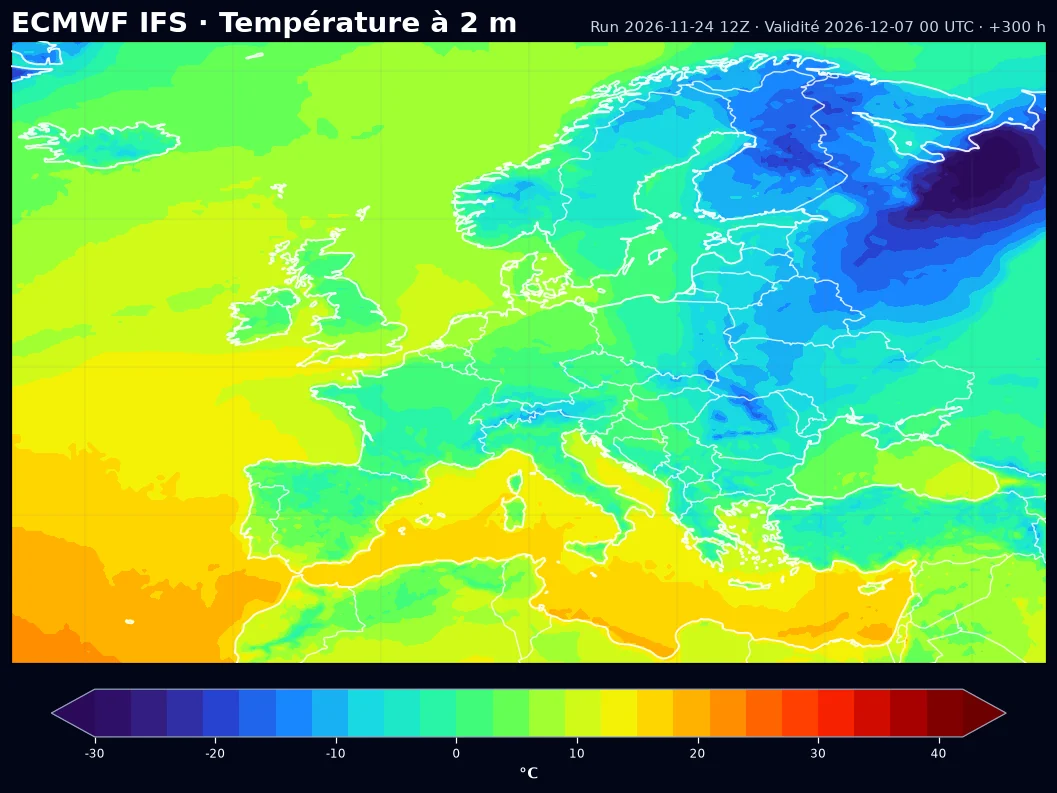 ECMWF IFS · Température à 2 m
Run 2026-11-24 12Z · Validité 2026-12-07 00 UTC · +300 h
-30 -20 -10 0 10 20 30 40
°C